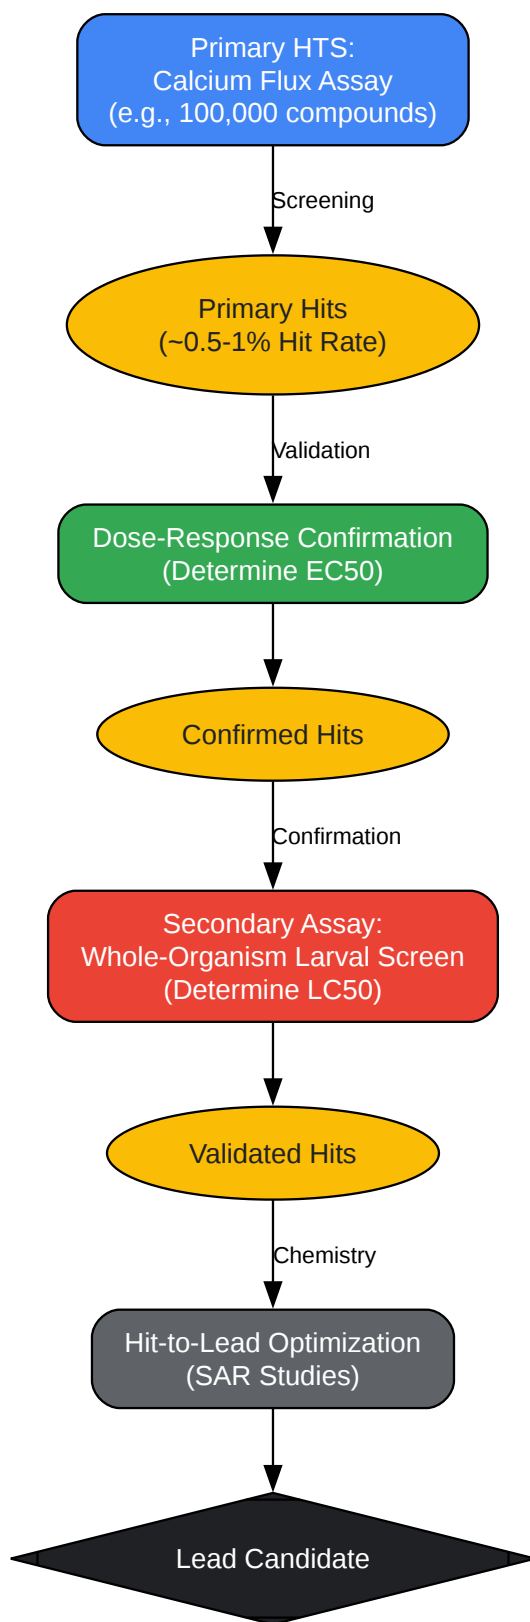 Primary HTS:
Calcium Flux Assay
(e.g., 100,000 compounds)
Screening
Primary Hits
(~0.5-1% Hit Rate)
Validation
Dose-Response Confirmation
(Determine EC50)
Confirmed Hits
Confirmation
Secondary Assay:
Whole-Organism Larval Screen
(Determine LC50)
Validated Hits
Chemistry
Hit-to-Lead Optimization
(SAR Studies)
Lead Candidate